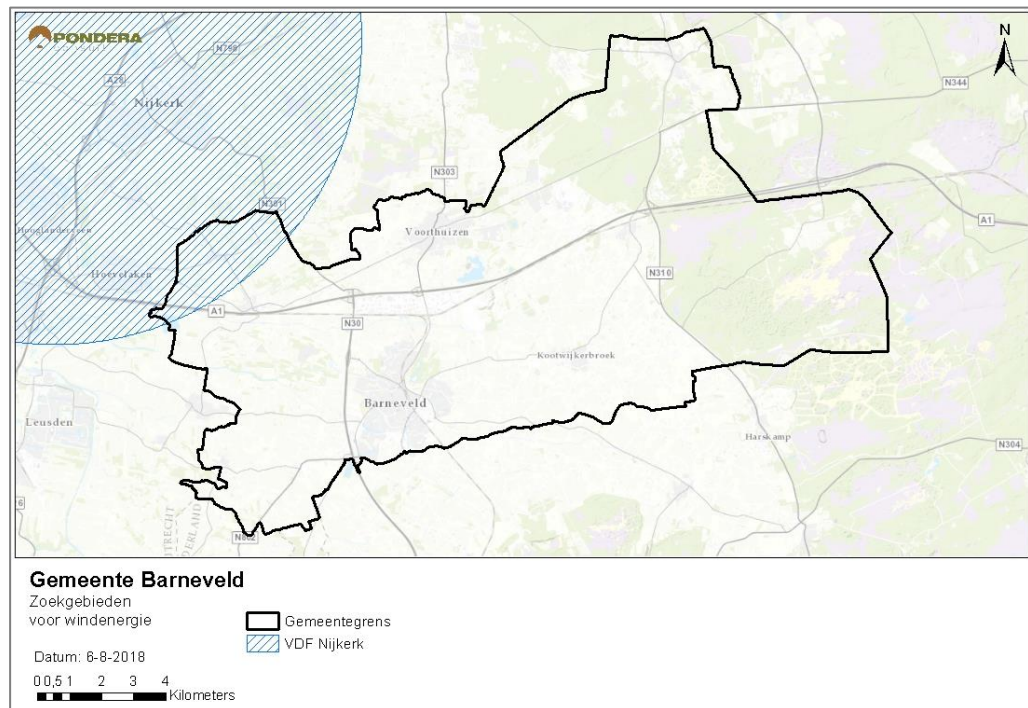 PONDERA
N
N798
A28
Nijkerk
N344
N303
N301
Hooglanderveen
Voorthuizen
A1
Hoevelaken
N310
A1
N30
Kootwijkerbroek
Barneveld
Leusden
Harskamp
N304
UTRECHT
GELDERLAND
N802
Gemeente Barneveld
Zoekgebieden
voor windenergie
Gemeentegrens
VDF Nijkerk
Datum: 6-8-2018
0 0,5 1 2 3 4
Kilometers